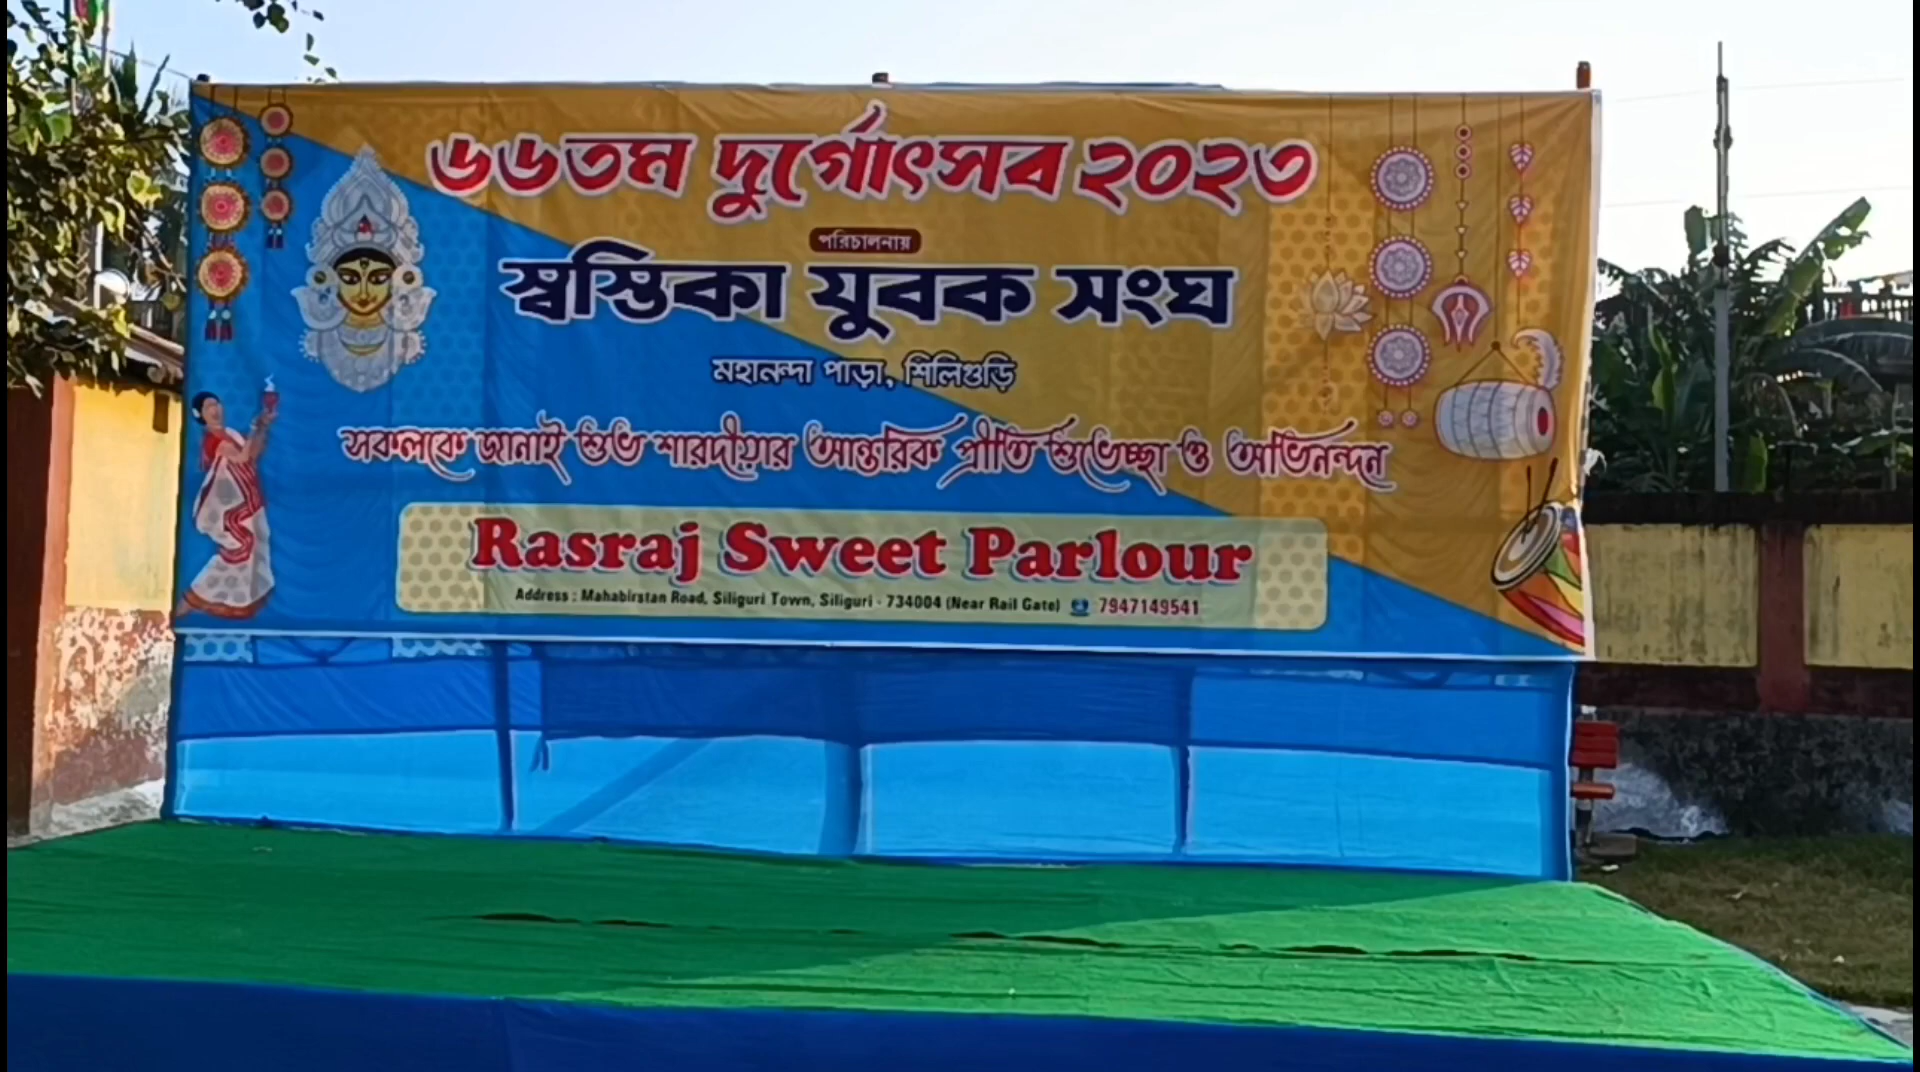 ৬৬তম দুর্গোৎসব ২০২৩
পরিচালনায়
স্বস্তিকা যুবক সংঘ
মহানন্দা পাড়া, শিলিগুড়ি
সকলকে জানাই শুভ শারদীয়ার আন্তরিক প্রীতি শুভেচ্ছা ও অভিনন্দন
Rasraj Sweet Parlour
Address : Mahabirstan Road, Siliguri Town, Siliguri - 734004 (Near Rail Gate) 7947149541